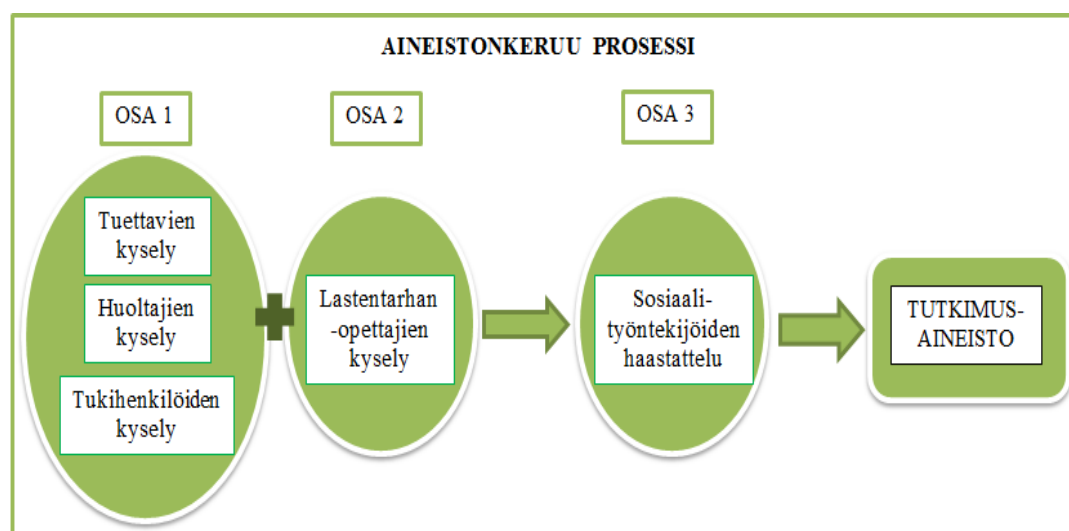 AINEISTONKERUU PROSESSI
OSA 1
OSA 2
OSA 3
Tuettavien
kysely
Huoltajien
kysely
Tukihenkilöiden
kysely
Lastentarhan
-opettajien
kysely
Sosiaali-
työntekijöiden
haastattelu
TUTKIMUS-
AINEISTO